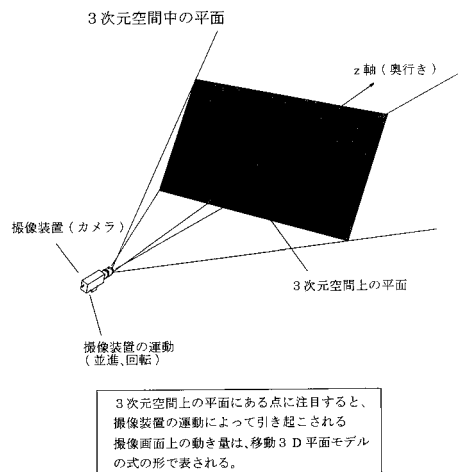 3次元空間中の平面
z軸(奥行き)
撮像装置(カメラ)
3次元空間上の平面
撮像装置の運動
(並進、回転)
3次元空間上の平面にある点に注目すると、
撮像装置の運動によって引き起こされる
撮像画面上の動き量は、移動3D平面モデル
の式の形で表される。